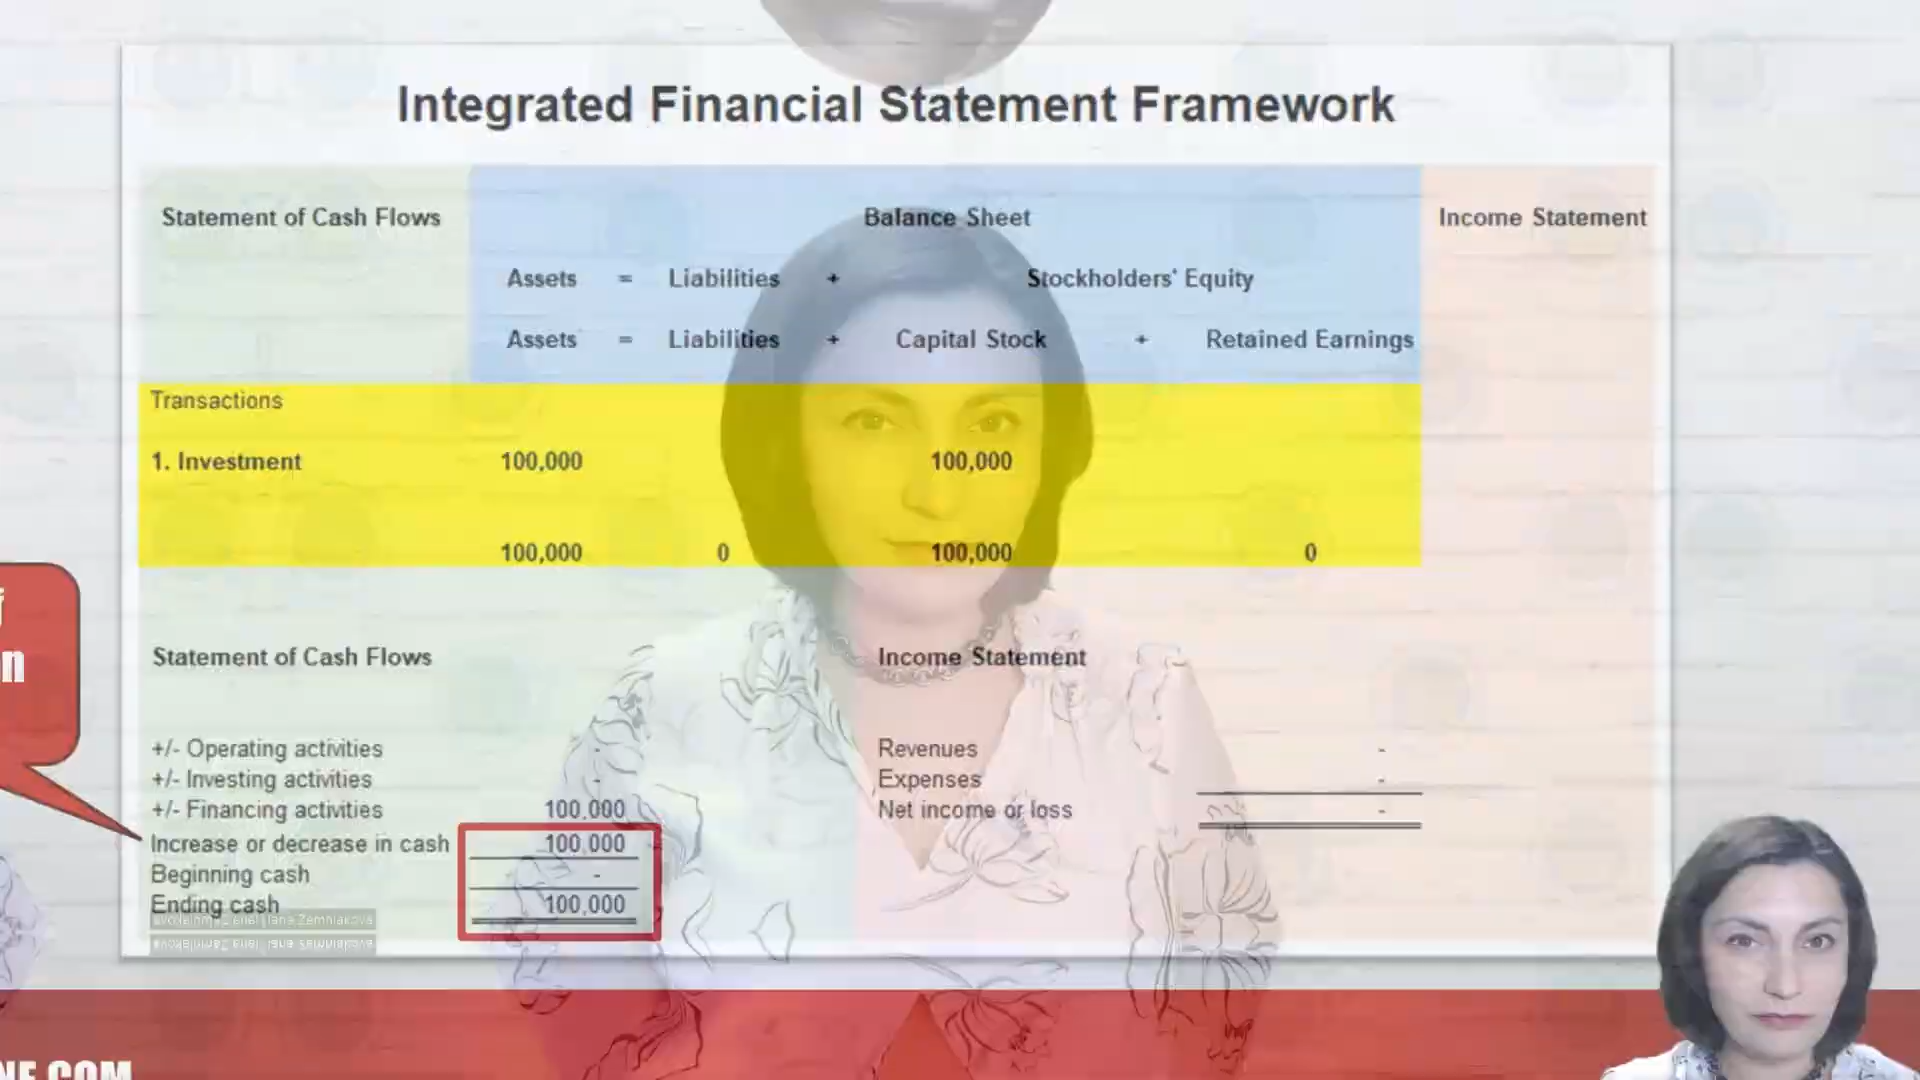 Integrated Financial Statement Framework
Statement of Cash Flows Balance Sheet Income Statement
Assets = Liabilities + Stockholders' Equity
Assets = Liabilities + Capital Stock + Retained Earnings
Transactions
1. Investment 100,000 100,000
100,000 0 100,000 0
Statement of Cash Flows Income Statement
+/- Operating activities - Revenues -
+/- Investing activities - Expenses -
+/- Financing activities 100,000 Net income or loss -
Increase or decrease in cash 100,000
Beginning cash -
Ending cash 100,000
Iana Zemniakova
NE.COM